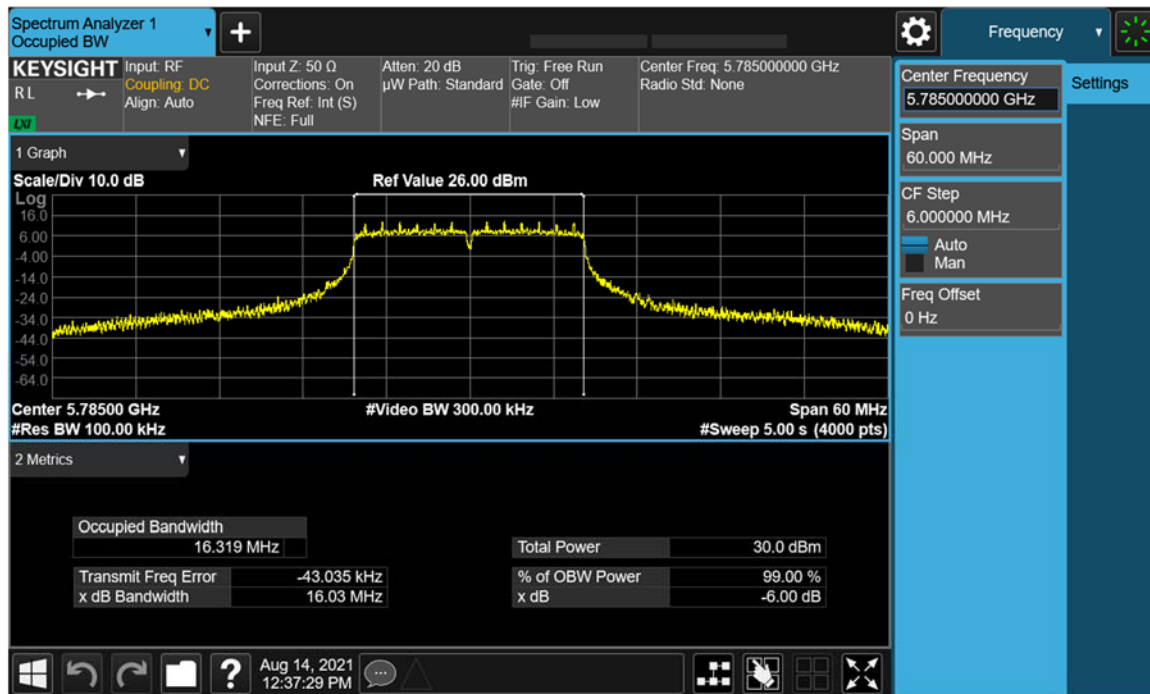 Spectrum Analyzer 1
Occupied BW
+
Frequency
KEYSIGHT
RL
LXI
Input: RF
Coupling: DC
Align: Auto
Input Z: 50 Ω
Corrections: On
Freq Ref: Int (S)
NFE: Full
Atten: 20 dB
µW Path: Standard
Trig: Free Run
Gate: Off
#IF Gain: Low
Center Freq: 5.785000000 GHz
Radio Std: None
Center Frequency
5.785000000 GHz
Settings
Span
60.000 MHz
CF Step
6.000000 MHz
Auto
Man
Freq Offset
0 Hz
1 Graph
Scale/Div 10.0 dB
Ref Value 26.00 dBm
Log
16.0
6.00
-4.00
-14.0
-24.0
-34.0
-44.0
-54.0
-64.0
Center 5.78500 GHz
#Video BW 300.00 kHz
Span 60 MHz
#Res BW 100.00 kHz
#Sweep 5.00 s (4000 pts)
2 Metrics
Occupied Bandwidth
16.319 MHz
Total Power 30.0 dBm
Transmit Freq Error -43.035 kHz
% of OBW Power 99.00 %
x dB Bandwidth 16.03 MHz
x dB -6.00 dB
?
Aug 14, 2021
12:37:29 PM